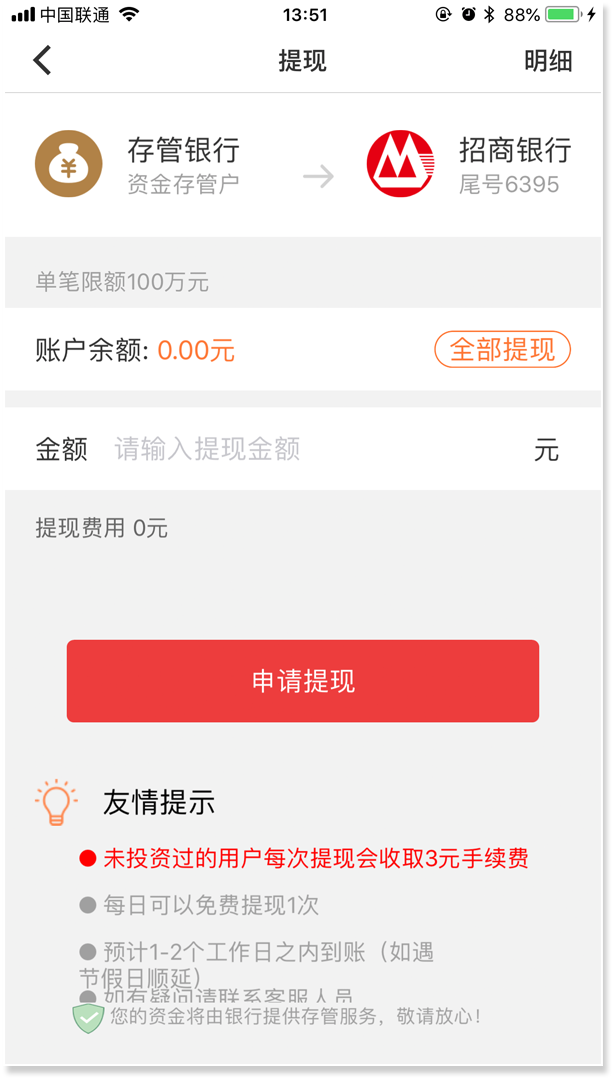 中国联通 13:51 88%
提现 明细
存管银行 招商银行
资金存管户 尾号6395
单笔限额100万元
账户余额: 0.00元 全部提现
金额 请输入提现金额 元
提现费用 0元
申请提现
友情提示
未投资过的用户每次提现会收取3元手续费
每日可以免费提现1次
预计1-2个工作日之内到账（如遇
节假日顺延）
如有疑问请联系客服人员
您的资金将由银行提供存管服务，敬请放心！